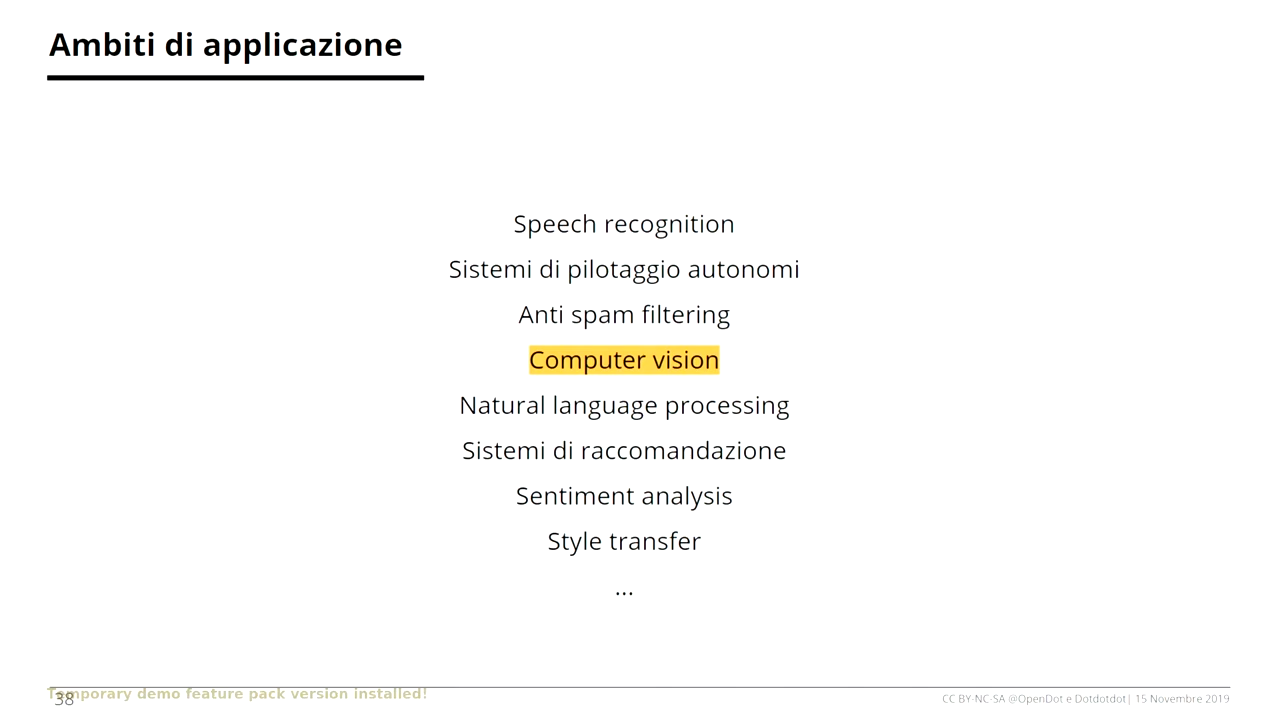 Ambiti di applicazione
Speech recognition
Sistemi di pilotaggio autonomi
Anti spam filtering
Computer vision
Natural language processing
Sistemi di raccomandazione
Sentiment analysis
Style transfer
...
Temporary demo feature pack version installed!
38
CC BY-NC-SA @OpenDot e Dotdotdot| 15 Novembre 2019